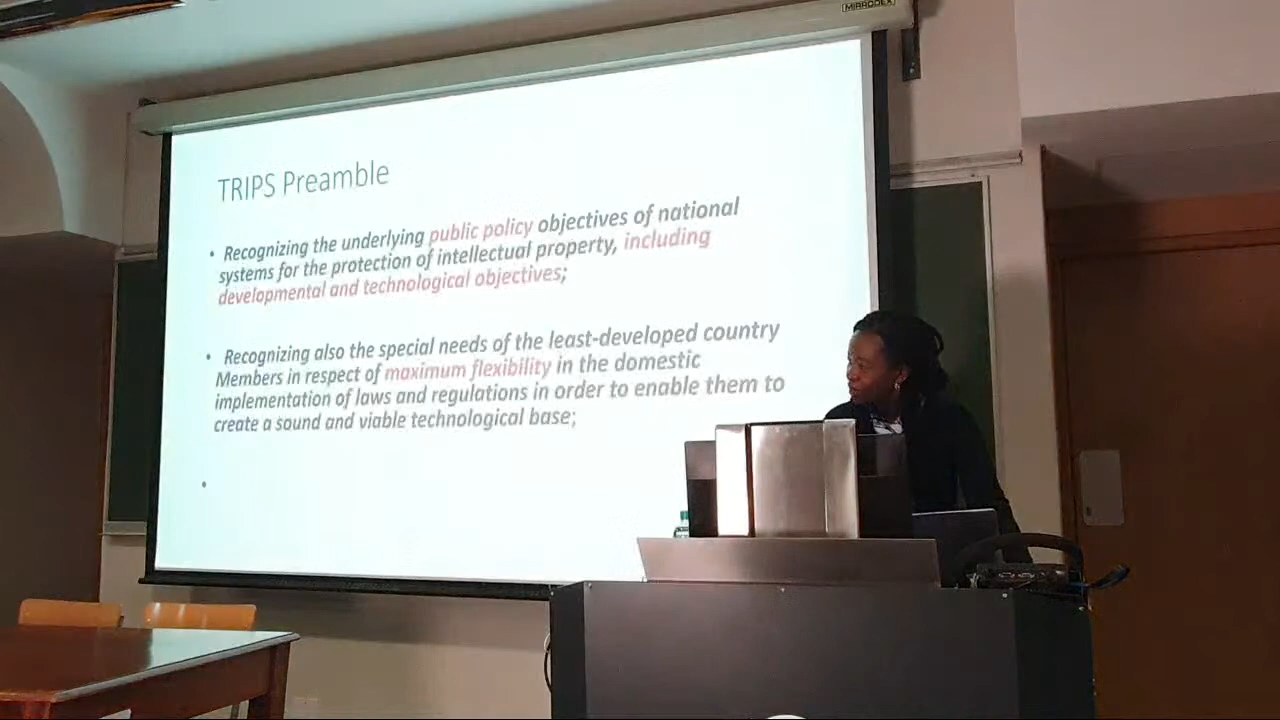 MIRRODEX
TRIPS Preamble
• Recognizing the underlying public policy objectives of national
systems for the protection of intellectual property, including
developmental and technological objectives;
• Recognizing also the special needs of the least-developed country
Members in respect of maximum flexibility in the domestic
implementation of laws and regulations in order to enable them to
create a sound and viable technological base;
•